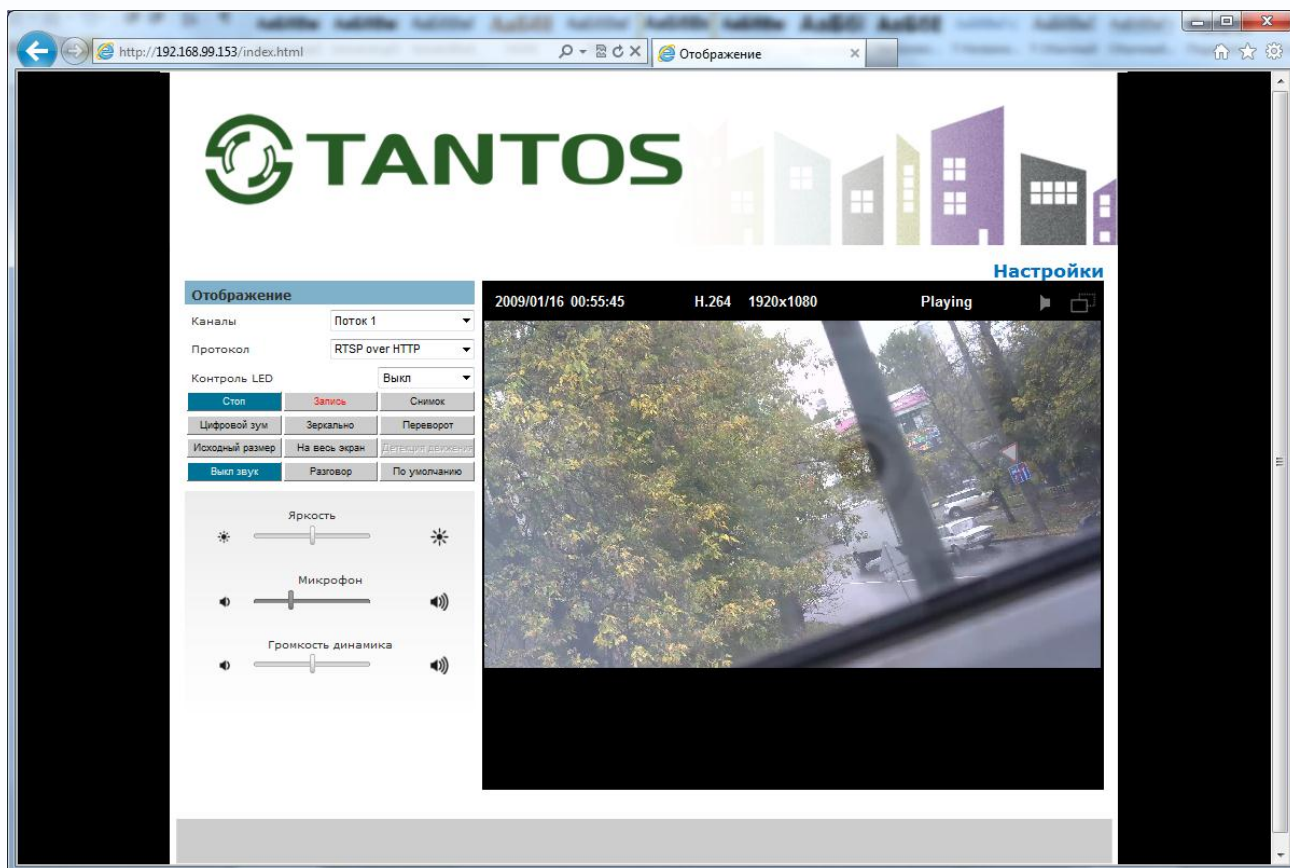 http://192.168.99.153/index.html
Отображение
TANTOS
Настройки
Отображение
Каналы Поток 1
Протокол RTSP over HTTP
Контроль LED Выкл
Стоп Запись Снимок
Цифровой зум Зеркально Переворот
Исходный размер На весь экран Детекция движения
Выкл звук Разговор По умолчанию
Яркость
Микрофон
Громкость динамика
2009/01/16 00:55:45 H.264 1920x1080 Playing